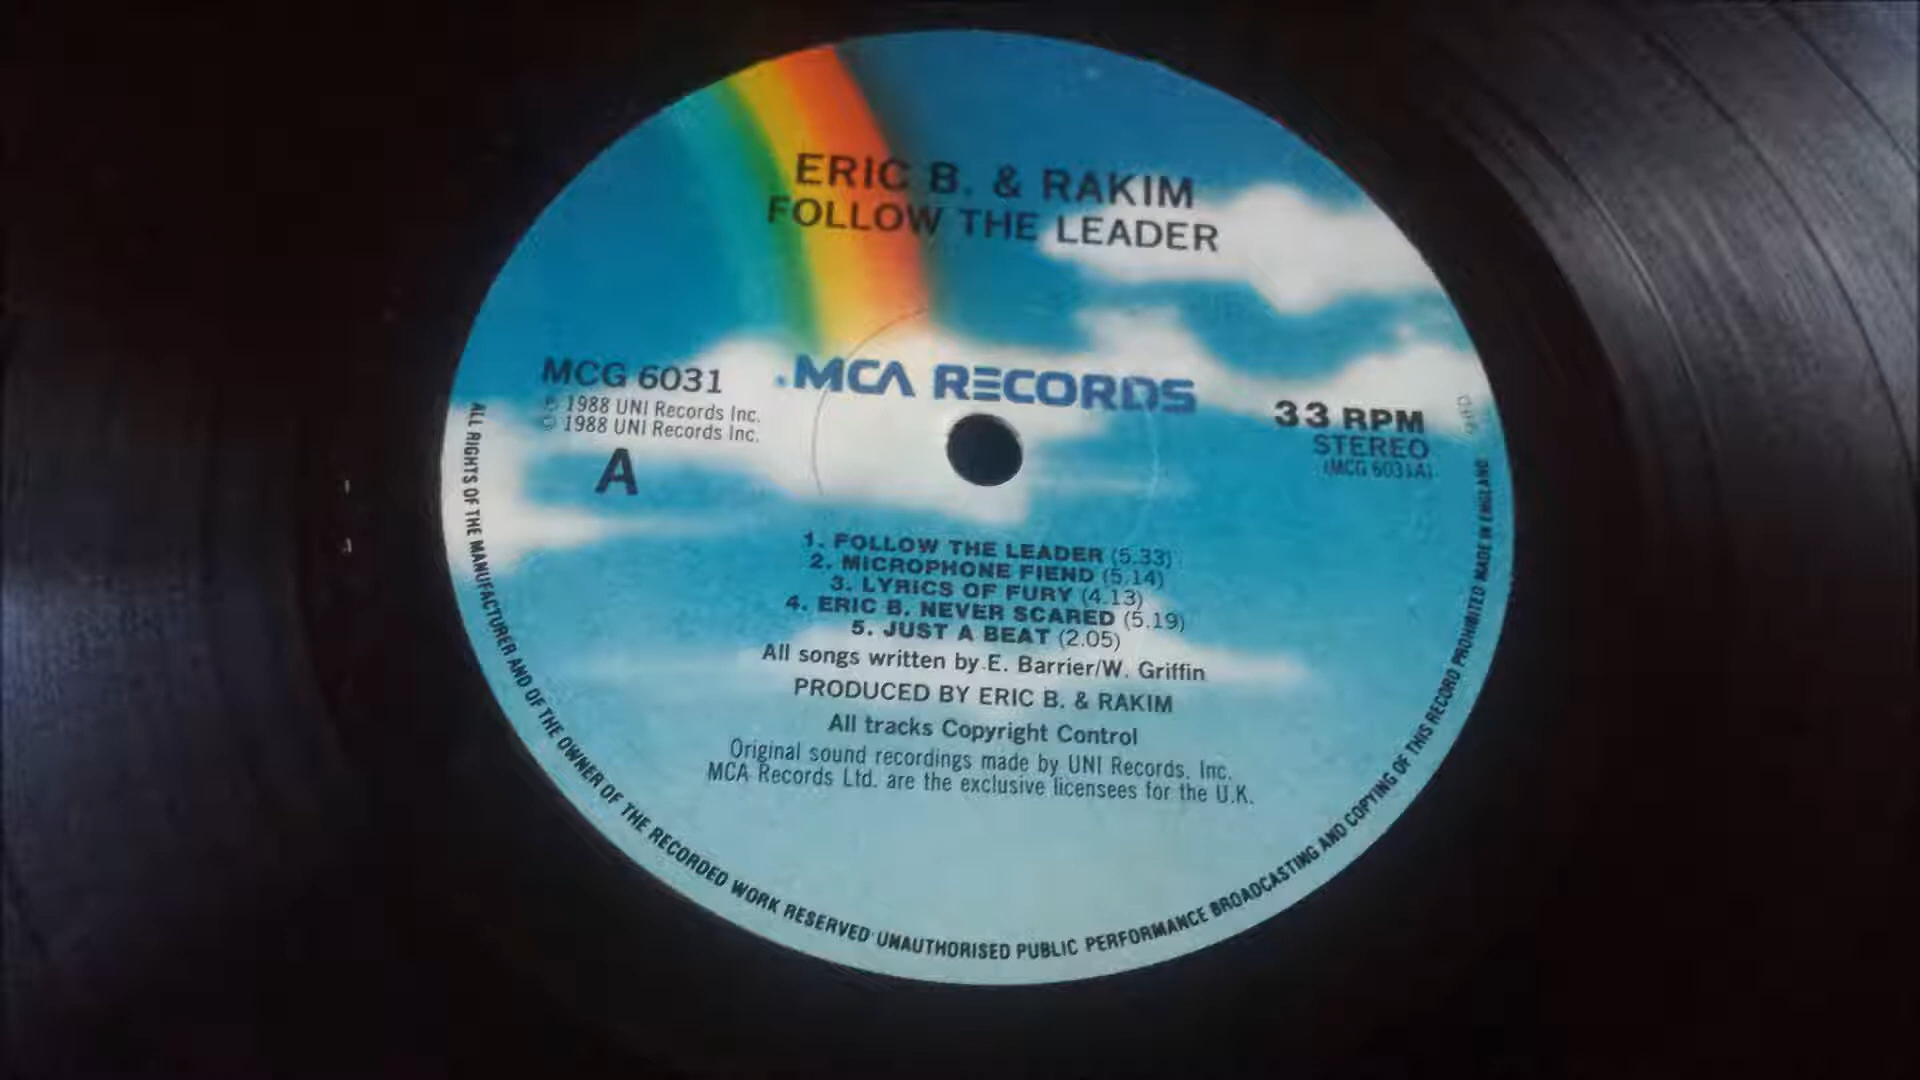 ERIC B. & RAKIM
FOLLOW THE LEADER
MCA RECORDS
MCG 6031
℗ 1988 UNI Records Inc.
© 1988 UNI Records Inc.
A
33 RPM
STEREO
(MCG 6031A)
1. FOLLOW THE LEADER (5.33)
2. MICROPHONE FIEND (5.14)
3. LYRICS OF FURY (4.13)
4. ERIC B. NEVER SCARED (5.19)
5. JUST A BEAT (2.05)
All songs written by E. Barrier/W. Griffin
PRODUCED BY ERIC B. & RAKIM
All tracks Copyright Control
Original sound recordings made by UNI Records, Inc.
MCA Records Ltd. are the exclusive licensees for the U.K.
ALL RIGHTS OF THE MANUFACTURER AND OF THE OWNER OF THE RECORDED WORK RESERVED UNAUTHORISED PUBLIC PERFORMANCE BROADCASTING AND COPYING OF THIS RECORD PROHIBITED MADE IN ENGLAND